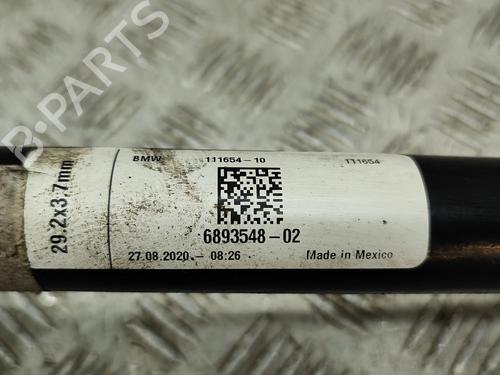 BMW 111654-10 111654
29.2x3.7mm
6893548-02
27.08.2020 - 08:26 Made in Mexico
B-PARTS